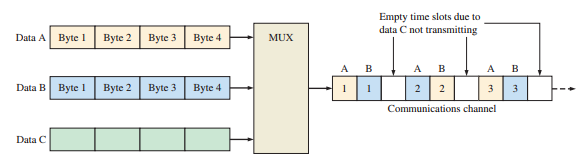 Empty time slots due to
data C not transmitting
Data A Byte 1 Byte 2 Byte 3 Byte 4 MUX
A B A B A B
Data B Byte 1 Byte 2 Byte 3 Byte 4 1 1 2 2 3 3
Communications channel
Data C